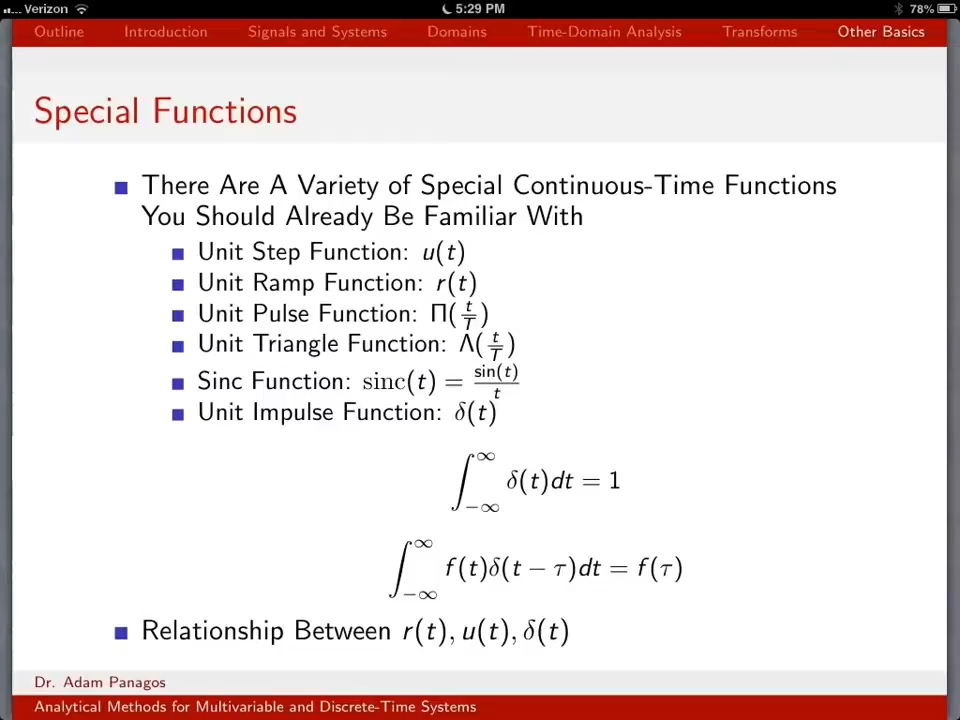 Verizon 5:29 PM 78%
Outline Introduction Signals and Systems Domains Time-Domain Analysis Transforms Other Basics
Special Functions
There Are A Variety of Special Continuous-Time Functions
You Should Already Be Familiar With
Unit Step Function: u(t)
Unit Ramp Function: r(t)
Unit Pulse Function: Π(t/T)
Unit Triangle Function: Λ(t/T)
Sinc Function: sinc(t) = sin(t)/t
Unit Impulse Function: δ(t)
∫_{-∞}^{∞} δ(t)dt = 1
∫_{-∞}^{∞} f(t)δ(t − τ)dt = f(τ)
Relationship Between r(t), u(t), δ(t)
Dr. Adam Panagos
Analytical Methods for Multivariable and Discrete-Time Systems